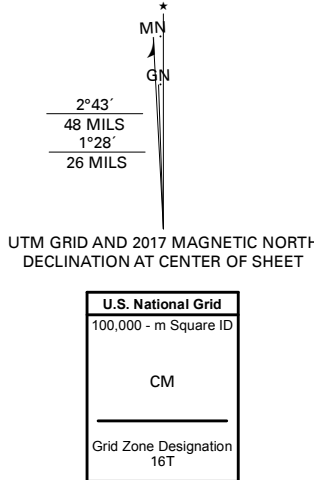 ★
MN
GN
2°43´
48 MILS
1°28´
26 MILS
UTM GRID AND 2017 MAGNETIC NORTH
DECLINATION AT CENTER OF SHEET
U.S. National Grid
100,000 - m Square ID
CM
Grid Zone Designation
16T